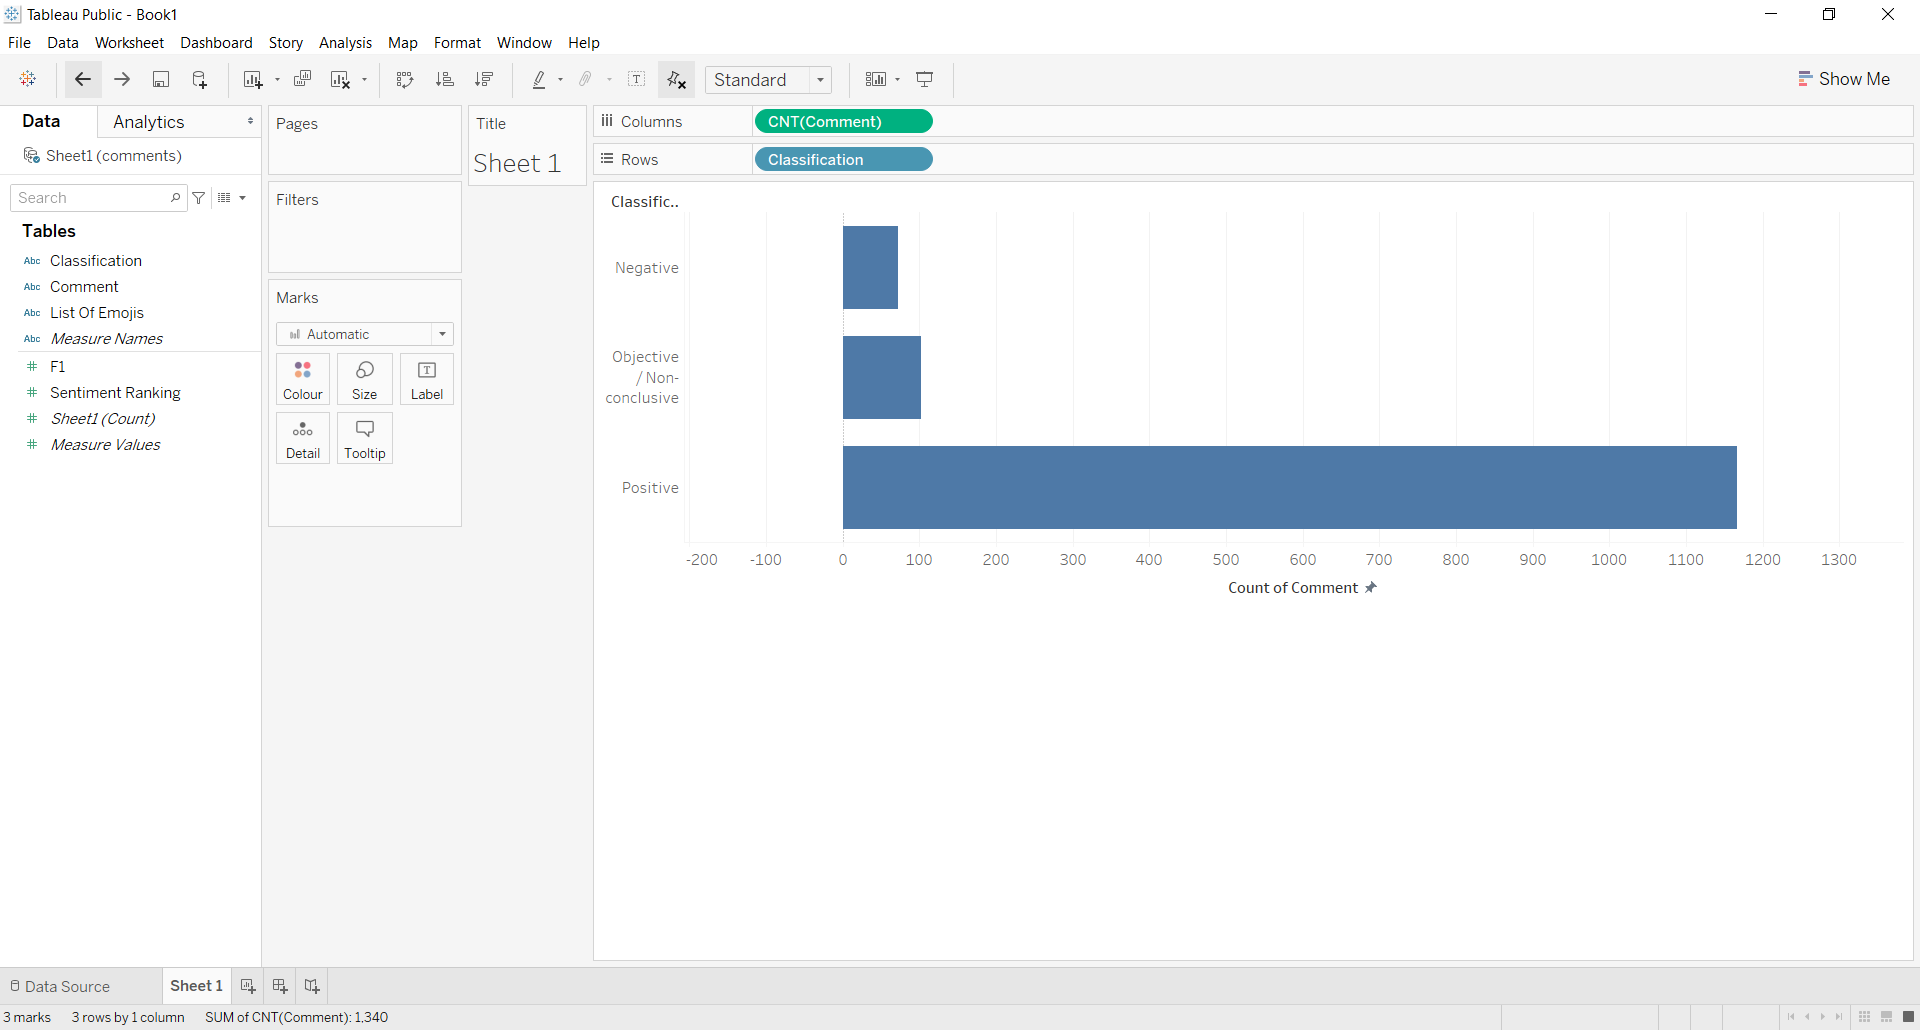 Tableau Public - Book1
File Data Worksheet Dashboard Story Analysis Map Format Window Help
Standard
Show Me
Data
Analytics
Sheet1 (comments)
Search
Tables
Abc Classification
Abc Comment
Abc List Of Emojis
Abc Measure Names
# F1
# Sentiment Ranking
# Sheet1 (Count)
# Measure Values
Pages
Filters
Marks
Automatic
Colour
Size
T
Label
Detail
Tooltip
Title
Sheet 1
Columns
CNT(Comment)
Rows
Classification
Classific..
Negative
Objective
/ Non-
conclusive
Positive
-200 -100 0 100 200 300 400 500 600 700 800 900 1000 1100 1200 1300
Count of Comment
Data Source
Sheet 1
3 marks 3 rows by 1 column SUM of CNT(Comment): 1,340